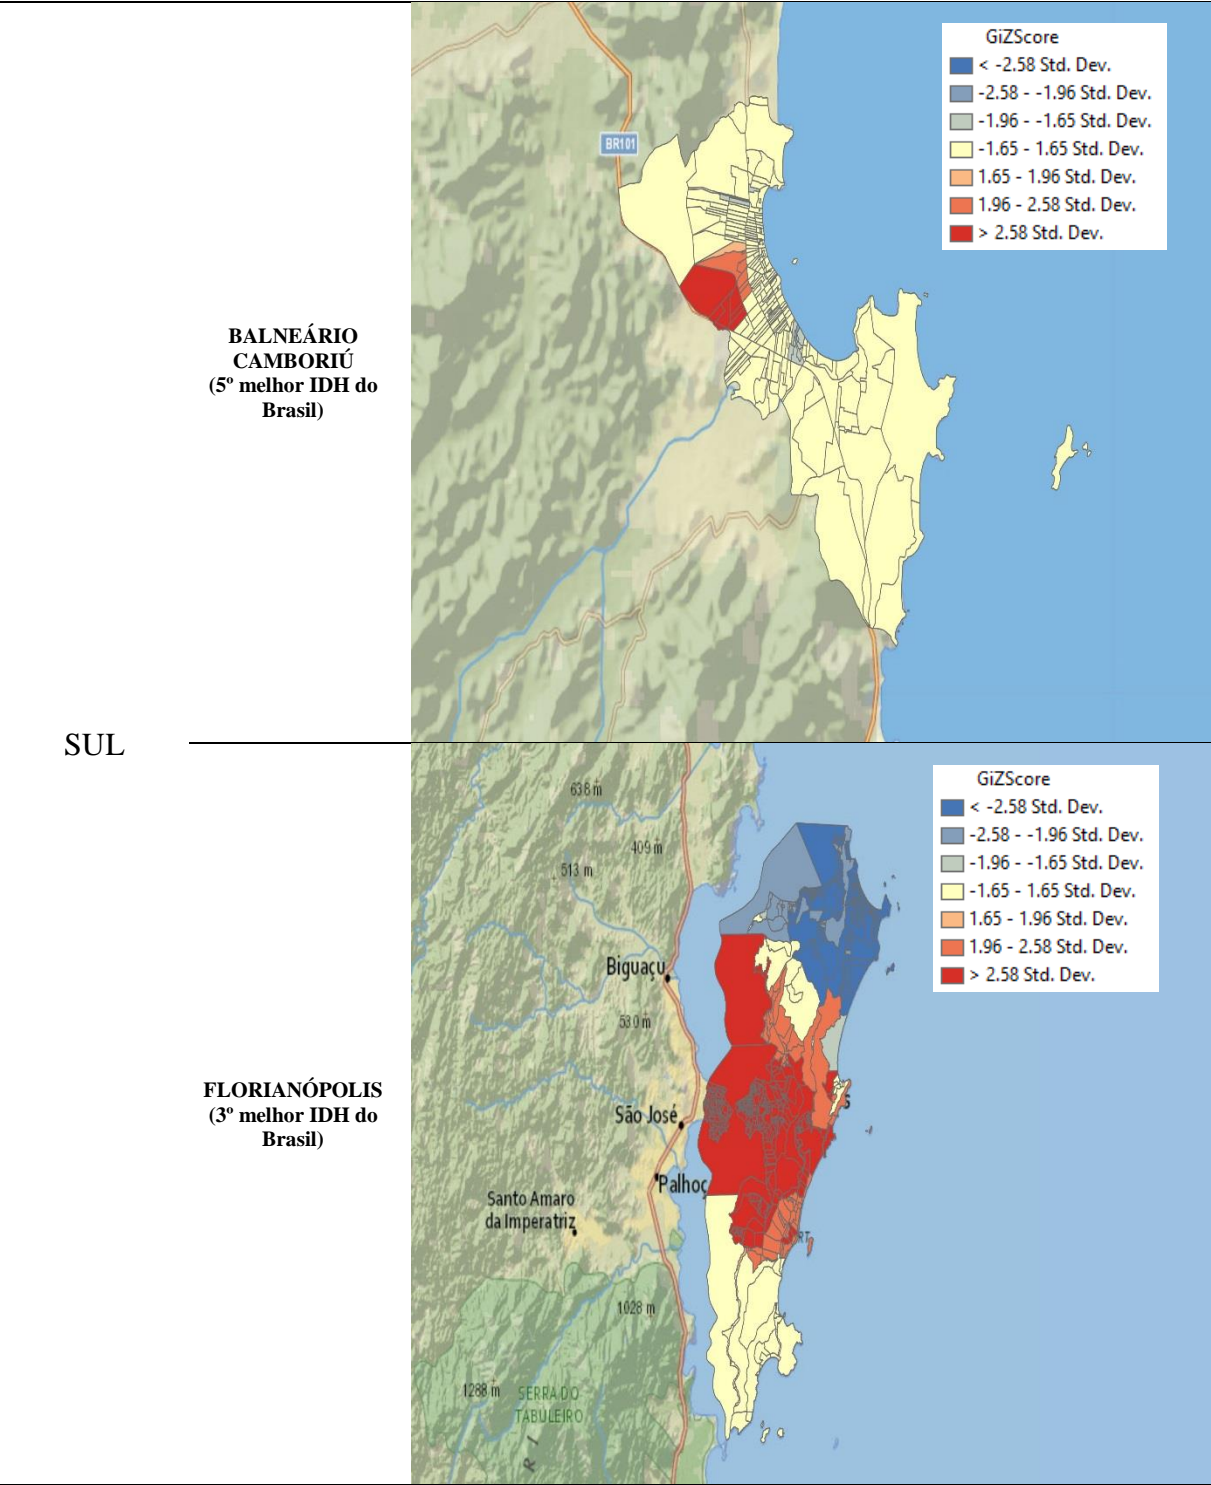 GiZScore
< -2.58 Std. Dev.
-2.58 - -1.96 Std. Dev.
-1.96 - -1.65 Std. Dev.
-1.65 - 1.65 Std. Dev.
1.65 - 1.96 Std. Dev.
1.96 - 2.58 Std. Dev.
> 2.58 Std. Dev.
BR101
BALNEÁRIO
CAMBORIÚ
(5º melhor IDH do
Brasil)
SUL
GiZScore
< -2.58 Std. Dev.
-2.58 - -1.96 Std. Dev.
-1.96 - -1.65 Std. Dev.
-1.65 - 1.65 Std. Dev.
1.65 - 1.96 Std. Dev.
1.96 - 2.58 Std. Dev.
> 2.58 Std. Dev.
638 m
409 m
513 m
Biguaçu
530 m
FLORIANÓPOLIS
(3º melhor IDH do
Brasil)
São José
S
Palhoç
Santo Amaro
da Imperatriz
RT
1028 m
1288 m
SERRA DO
TABULEIRO
R I